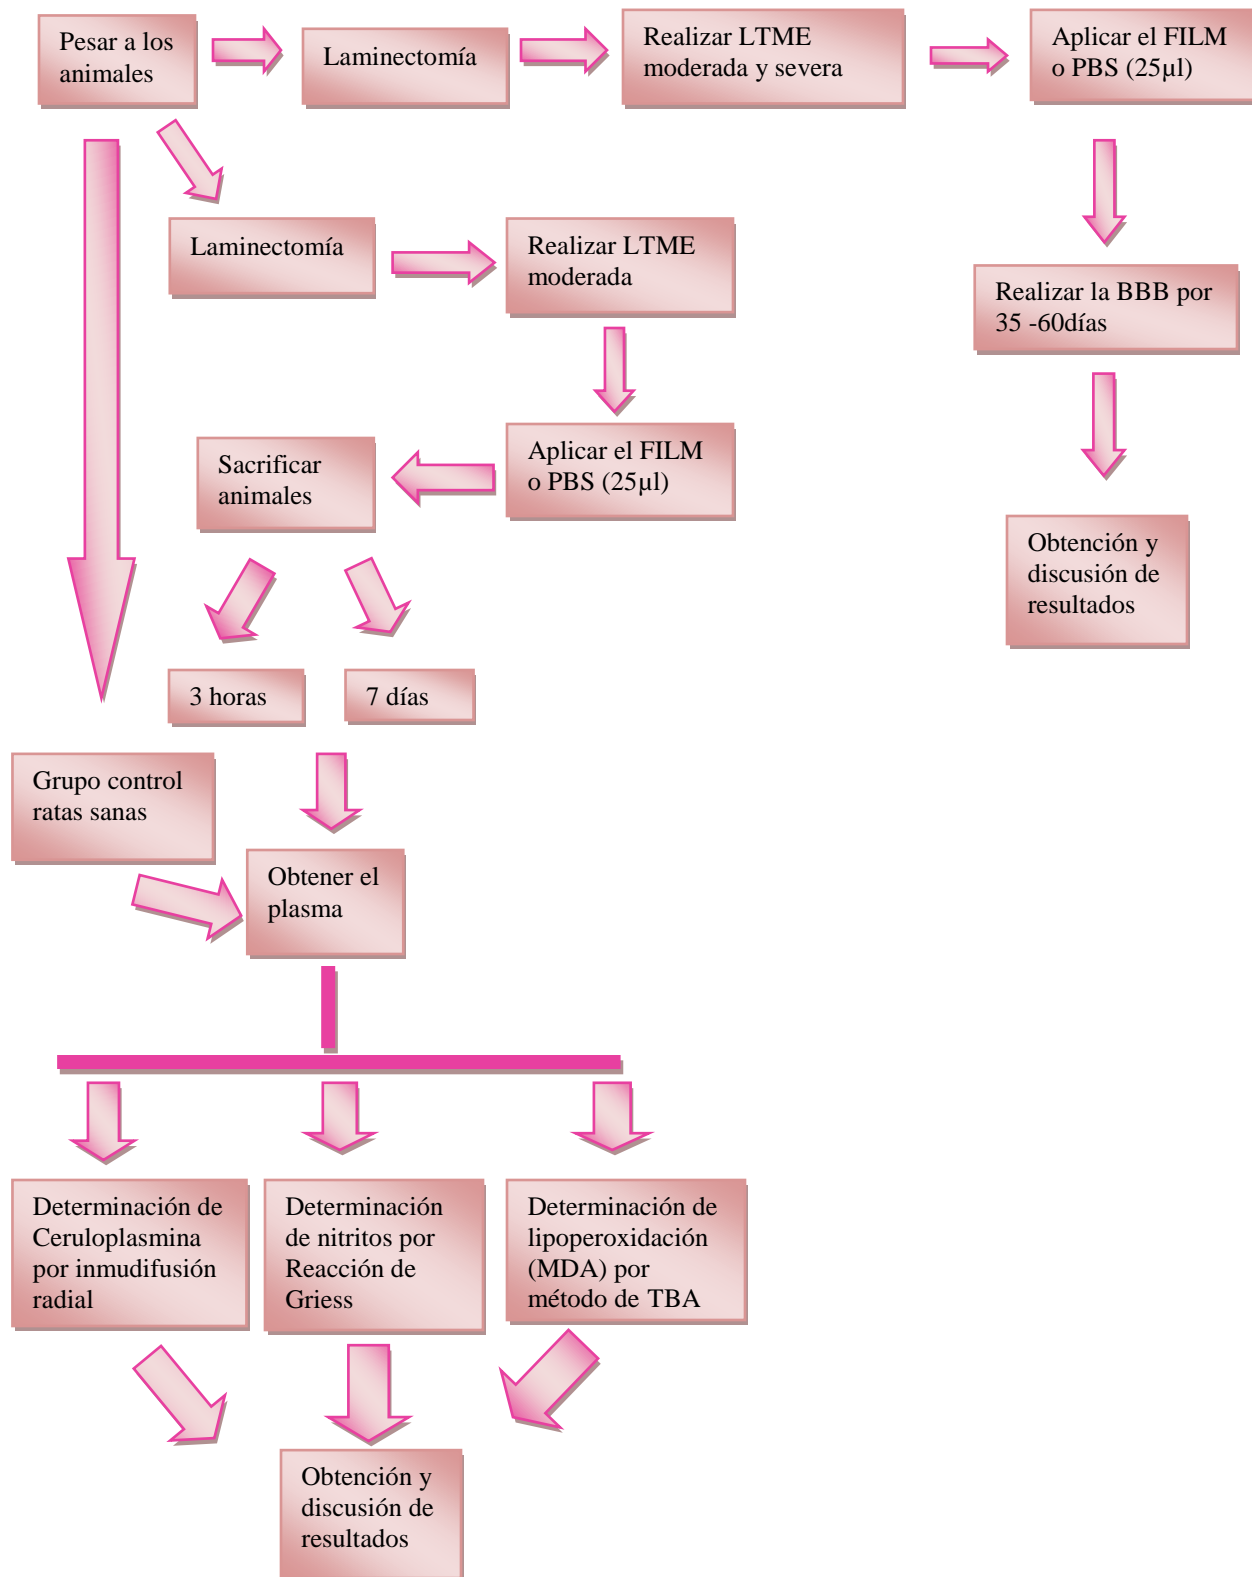 Pesar a los
animales
Laminectomía
Realizar LTME
moderada y severa
Aplicar el FILM
o PBS (25µl)
Laminectomía
Realizar LTME
moderada
Realizar la BBB por
35 -60días
Sacrificar
animales
Aplicar el FILM
o PBS (25µl)
Obtención y
discusión de
resultados
3 horas
7 días
Grupo control
ratas sanas
Obtener el
plasma
Determinación de
Ceruloplasmina
por inmudifusión
radial
Determinación
de nitritos por
Reacción de
Griess
Determinación de
lipoperoxidación
(MDA) por
método de TBA
Obtención y
discusión de
resultados